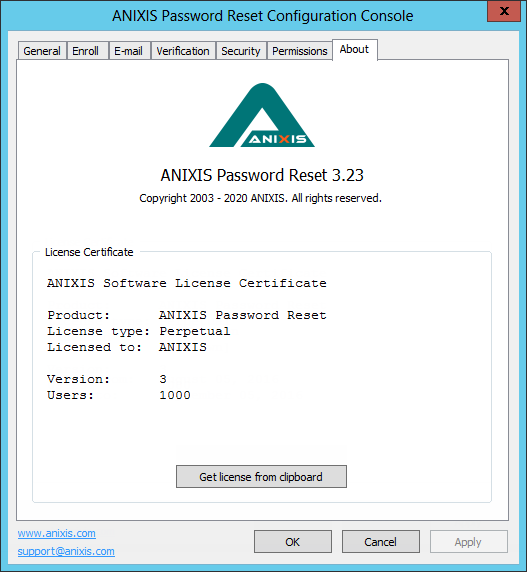 ANIXIS Password Reset Configuration Console
x
General Enroll E-mail Verification Security Permissions About
ANIXIS
ANIXIS Password Reset 3.23
Copyright 2003 - 2020 ANIXIS. All rights reserved.
License Certificate
ANIXIS Software License Certificate
Product: ANIXIS Password Reset
License type: Perpetual
Licensed to: ANIXIS
Version: 3
Users: 1000
Get license from clipboard
www.anixis.com
support@anixis.com
OK Cancel Apply